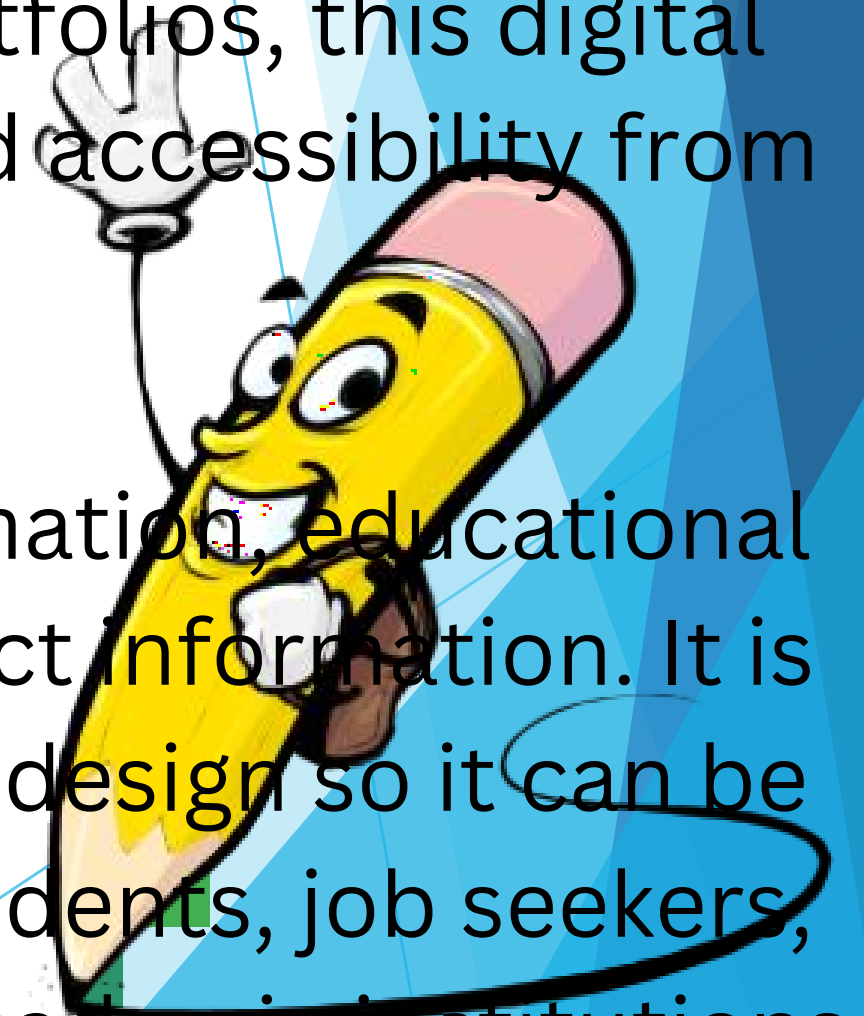 tfolios, this digital
d accessibility from
nation, educational
ct information. It is
design so it can be
dents, job seekers,